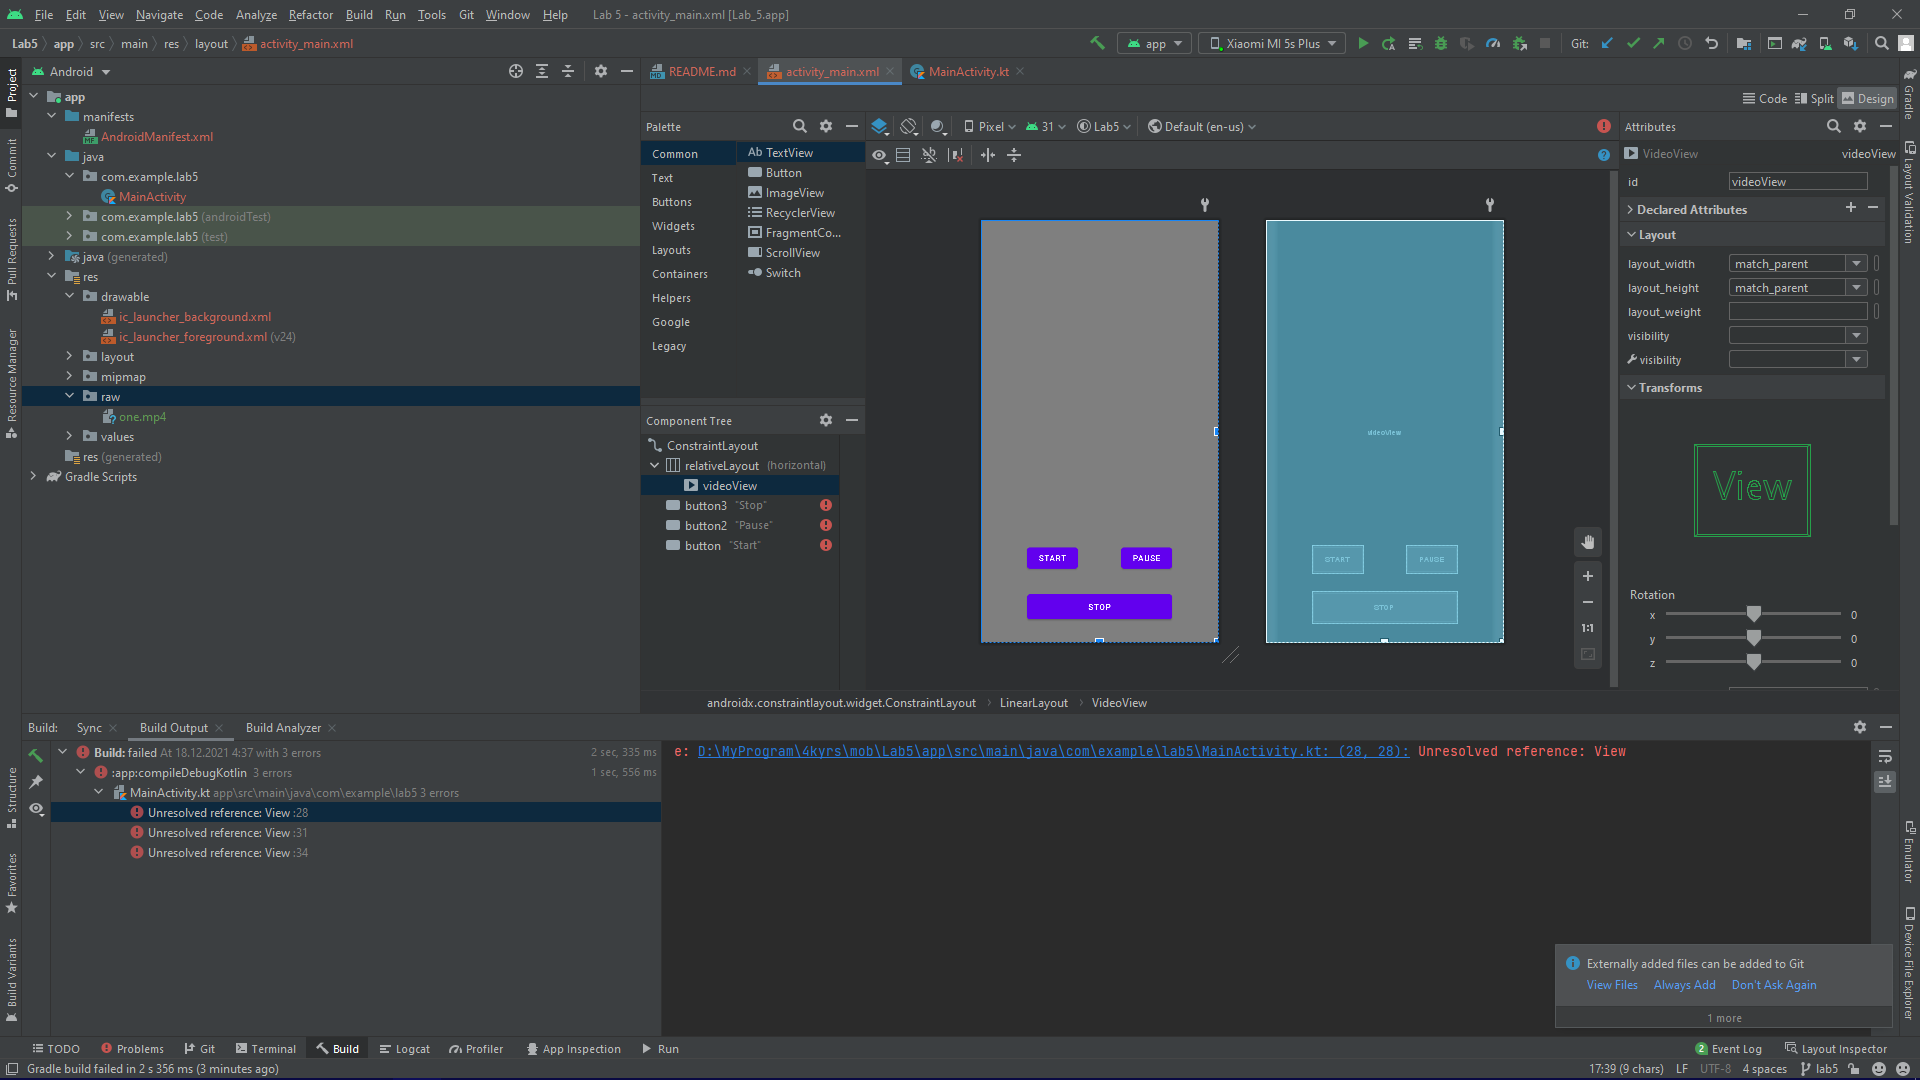 File Edit View Navigate Code Analyze Refactor Build Run Tools Git Window Help Lab 5 - activity_main.xml [Lab_5.app]
Lab5 app src main res layout activity_main.xml app Xiaomi MI 5s Plus Git:
Android README.md activity_main.xml MainActivity.kt
Code Split Design
Project
Commit
Pull Requests
Resource Manager
Structure
Favorites
Build Variants
app
manifests
AndroidManifest.xml
java
com.example.lab5
MainActivity
com.example.lab5 (androidTest)
com.example.lab5 (test)
java (generated)
res
drawable
ic_launcher_background.xml
ic_launcher_foreground.xml (v24)
layout
mipmap
raw
one.mp4
values
res (generated)
Gradle Scripts
Palette
Common
Text
Buttons
Widgets
Layouts
Containers
Helpers
Google
Legacy
Ab TextView
Button
ImageView
RecyclerView
FragmentCo...
ScrollView
Switch
Component Tree
ConstraintLayout
relativeLayout (horizontal)
videoView
button3 "Stop"
button2 "Pause"
button "Start"
Pixel 31 Lab5 Default (en-us)
START PAUSE
STOP
videoView
START PAUSE
STOP
1:1
androidx.constraintlayout.widget.ConstraintLayout LinearLayout VideoView
Attributes
VideoView videoView
id videoView
Declared Attributes
Layout
layout_width match_parent
layout_height match_parent
layout_weight
visibility
visibility
Transforms
View
Rotation
x 0
y 0
z 0
Gradle
Layout Validation
Emulator
Device File Explorer
Build: Sync Build Output Build Analyzer
Build: failed At 18.12.2021 4:37 with 3 errors 2 sec, 335 ms
:app:compileDebugKotlin 3 errors 1 sec, 556 ms
MainActivity.kt app\src\main\java\com\example\lab5 3 errors
Unresolved reference: View :28
Unresolved reference: View :31
Unresolved reference: View :34
e: D:\MyProgram\4kyrs\mob\Lab5\app\src\main\java\com\example\lab5\MainActivity.kt: (28, 28): Unresolved reference: View
Externally added files can be added to Git
View Files Always Add Don't Ask Again
1 more
TODO Problems Git Terminal Build Logcat Profiler App Inspection Run 2 Event Log Layout Inspector
Gradle build failed in 2 s 356 ms (3 minutes ago) 17:39 (9 chars) LF UTF-8 4 spaces lab5